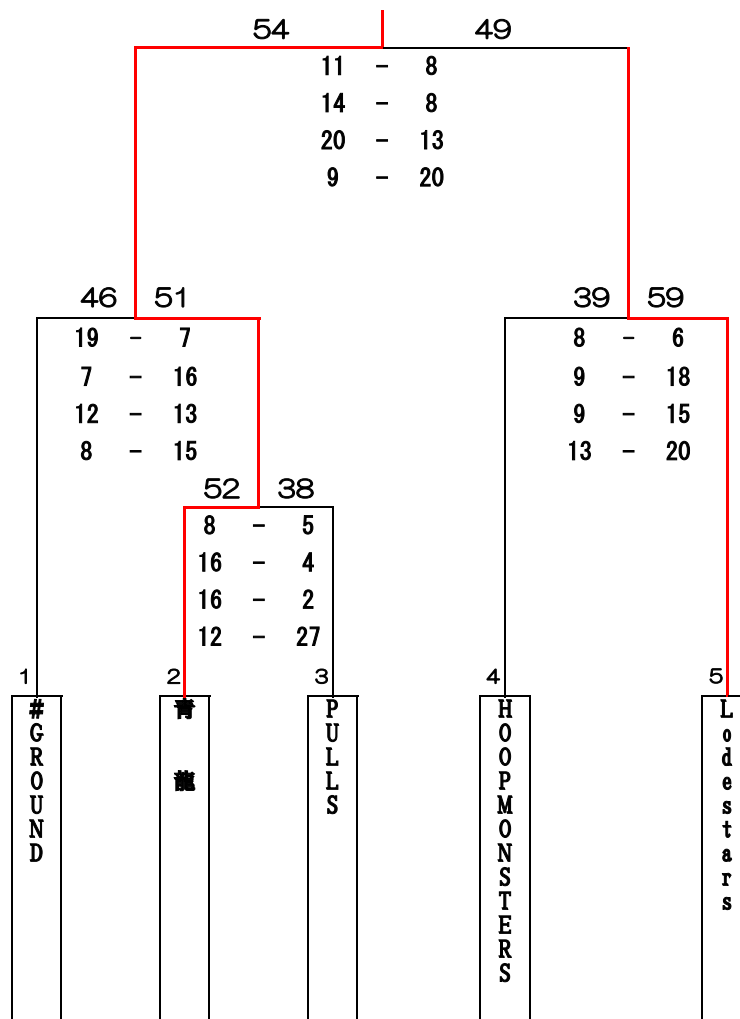 54 49
11 - 8
14 - 8
20 - 13
9 - 20
46 51
19 - 7
7 - 16
12 - 13
8 - 15
39 59
8 - 6
9 - 18
9 - 15
13 - 20
52 38
8 - 5
16 - 4
16 - 2
12 - 27
1
#GROUND
2
青龍
3
PULLS
4
HOOPMONSTERS
5
Lodestars